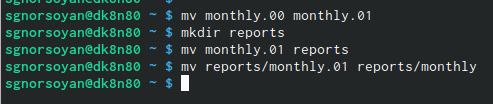 sgnorsoyan@dk8n80 ~ $ mv monthly.00 monthly.01
sgnorsoyan@dk8n80 ~ $ mkdir reports
sgnorsoyan@dk8n80 ~ $ mv monthly.01 reports
sgnorsoyan@dk8n80 ~ $ mv reports/monthly.01 reports/monthly
sgnorsoyan@dk8n80 ~ $